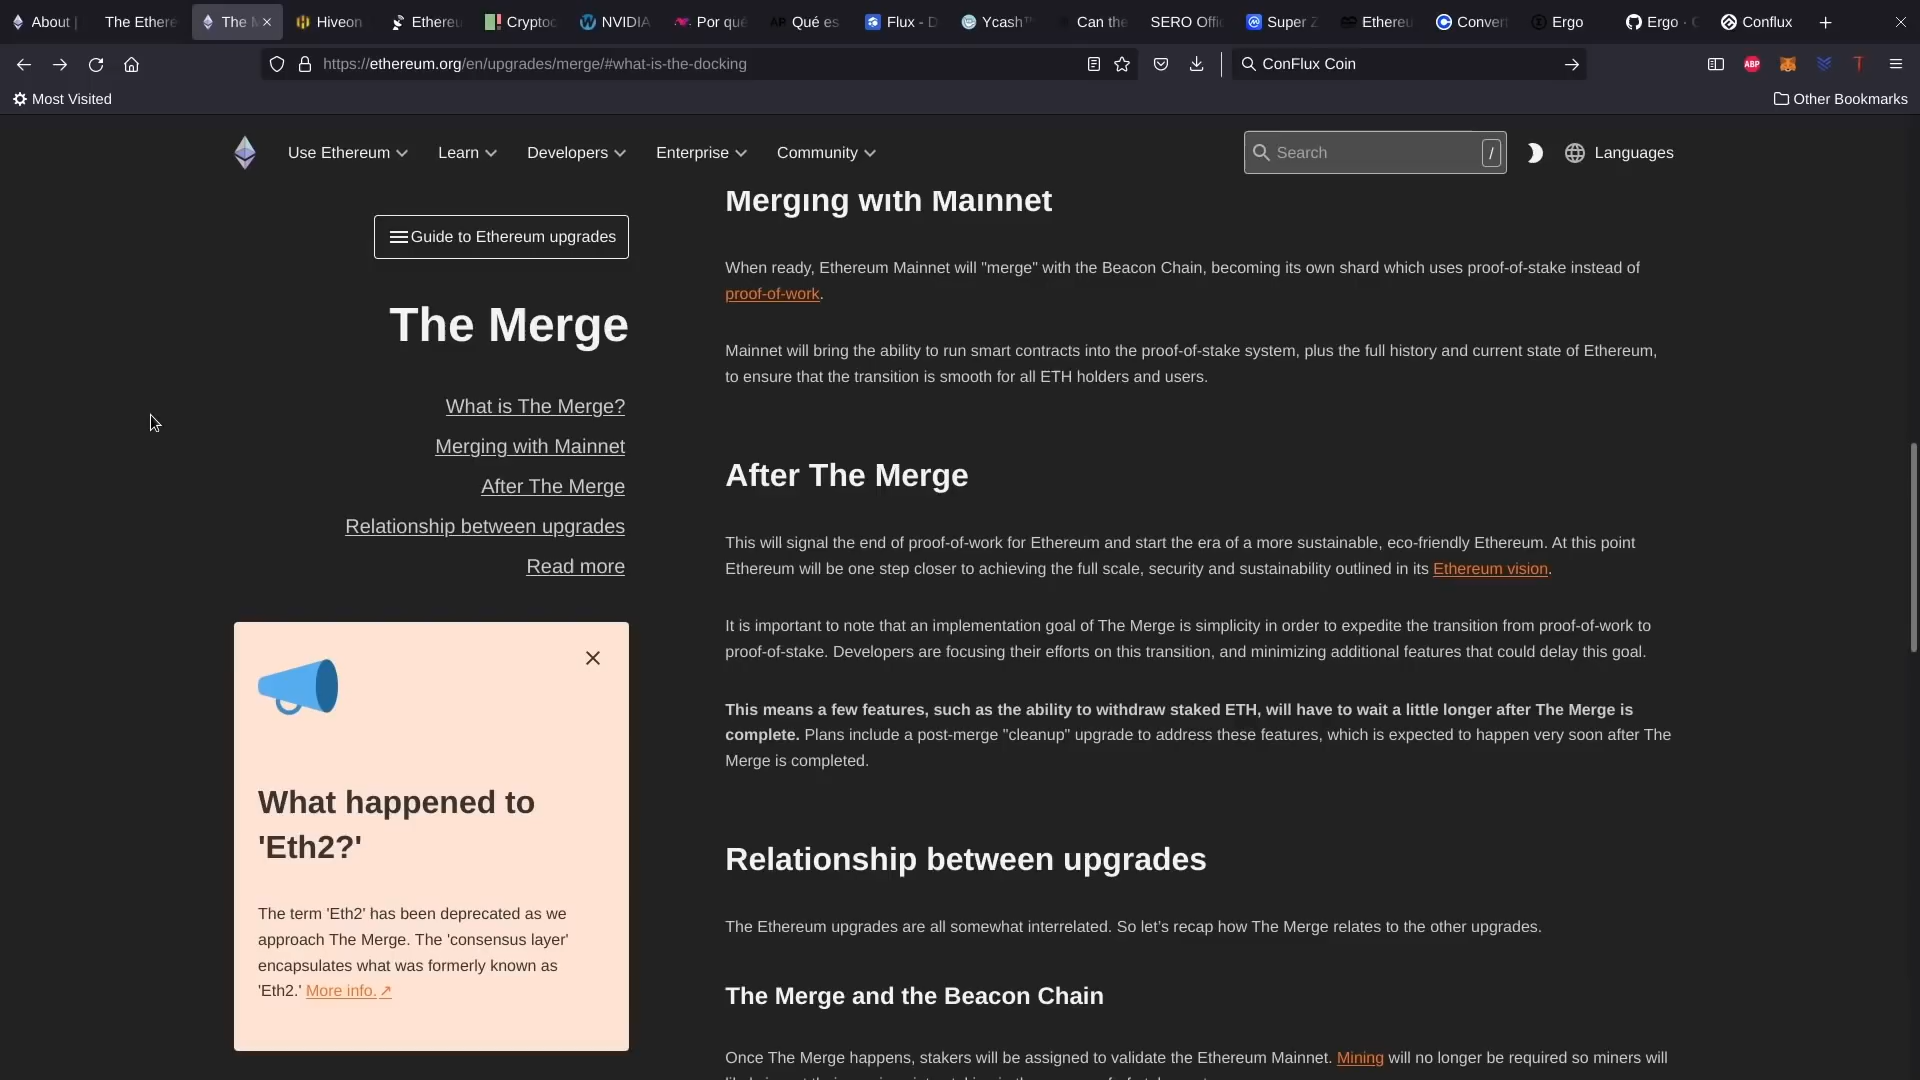 About |
The Ethere
The M
Hiveon
Ethereu
Cryptoc
NVIDIA
Por qué
Qué es
Flux - D
Ycash
Can the
SERO Offic
Super Z
Ethereu
Convert
Ergo
Ergo · C
Conflux
https://ethereum.org/en/upgrades/merge/#what-is-the-docking
ConFlux Coin
ABP
Most Visited
Other Bookmarks
Use Ethereum
Learn
Developers
Enterprise
Community
Search
/
Languages
Guide to Ethereum upgrades
The Merge
What is The Merge?
Merging with Mainnet
After The Merge
Relationship between upgrades
Read more
What happened to
'Eth2?'
The term 'Eth2' has been deprecated as we
approach The Merge. The 'consensus layer'
encapsulates what was formerly known as
'Eth2.' More info.↗
Merging with Mainnet
When ready, Ethereum Mainnet will "merge" with the Beacon Chain, becoming its own shard which uses proof-of-stake instead of
proof-of-work.
Mainnet will bring the ability to run smart contracts into the proof-of-stake system, plus the full history and current state of Ethereum,
to ensure that the transition is smooth for all ETH holders and users.
After The Merge
This will signal the end of proof-of-work for Ethereum and start the era of a more sustainable, eco-friendly Ethereum. At this point
Ethereum will be one step closer to achieving the full scale, security and sustainability outlined in its Ethereum vision.
It is important to note that an implementation goal of The Merge is simplicity in order to expedite the transition from proof-of-work to
proof-of-stake. Developers are focusing their efforts on this transition, and minimizing additional features that could delay this goal.
This means a few features, such as the ability to withdraw staked ETH, will have to wait a little longer after The Merge is
complete. Plans include a post-merge "cleanup" upgrade to address these features, which is expected to happen very soon after The
Merge is completed.
Relationship between upgrades
The Ethereum upgrades are all somewhat interrelated. So let's recap how The Merge relates to the other upgrades.
The Merge and the Beacon Chain
Once The Merge happens, stakers will be assigned to validate the Ethereum Mainnet. Mining will no longer be required so miners will